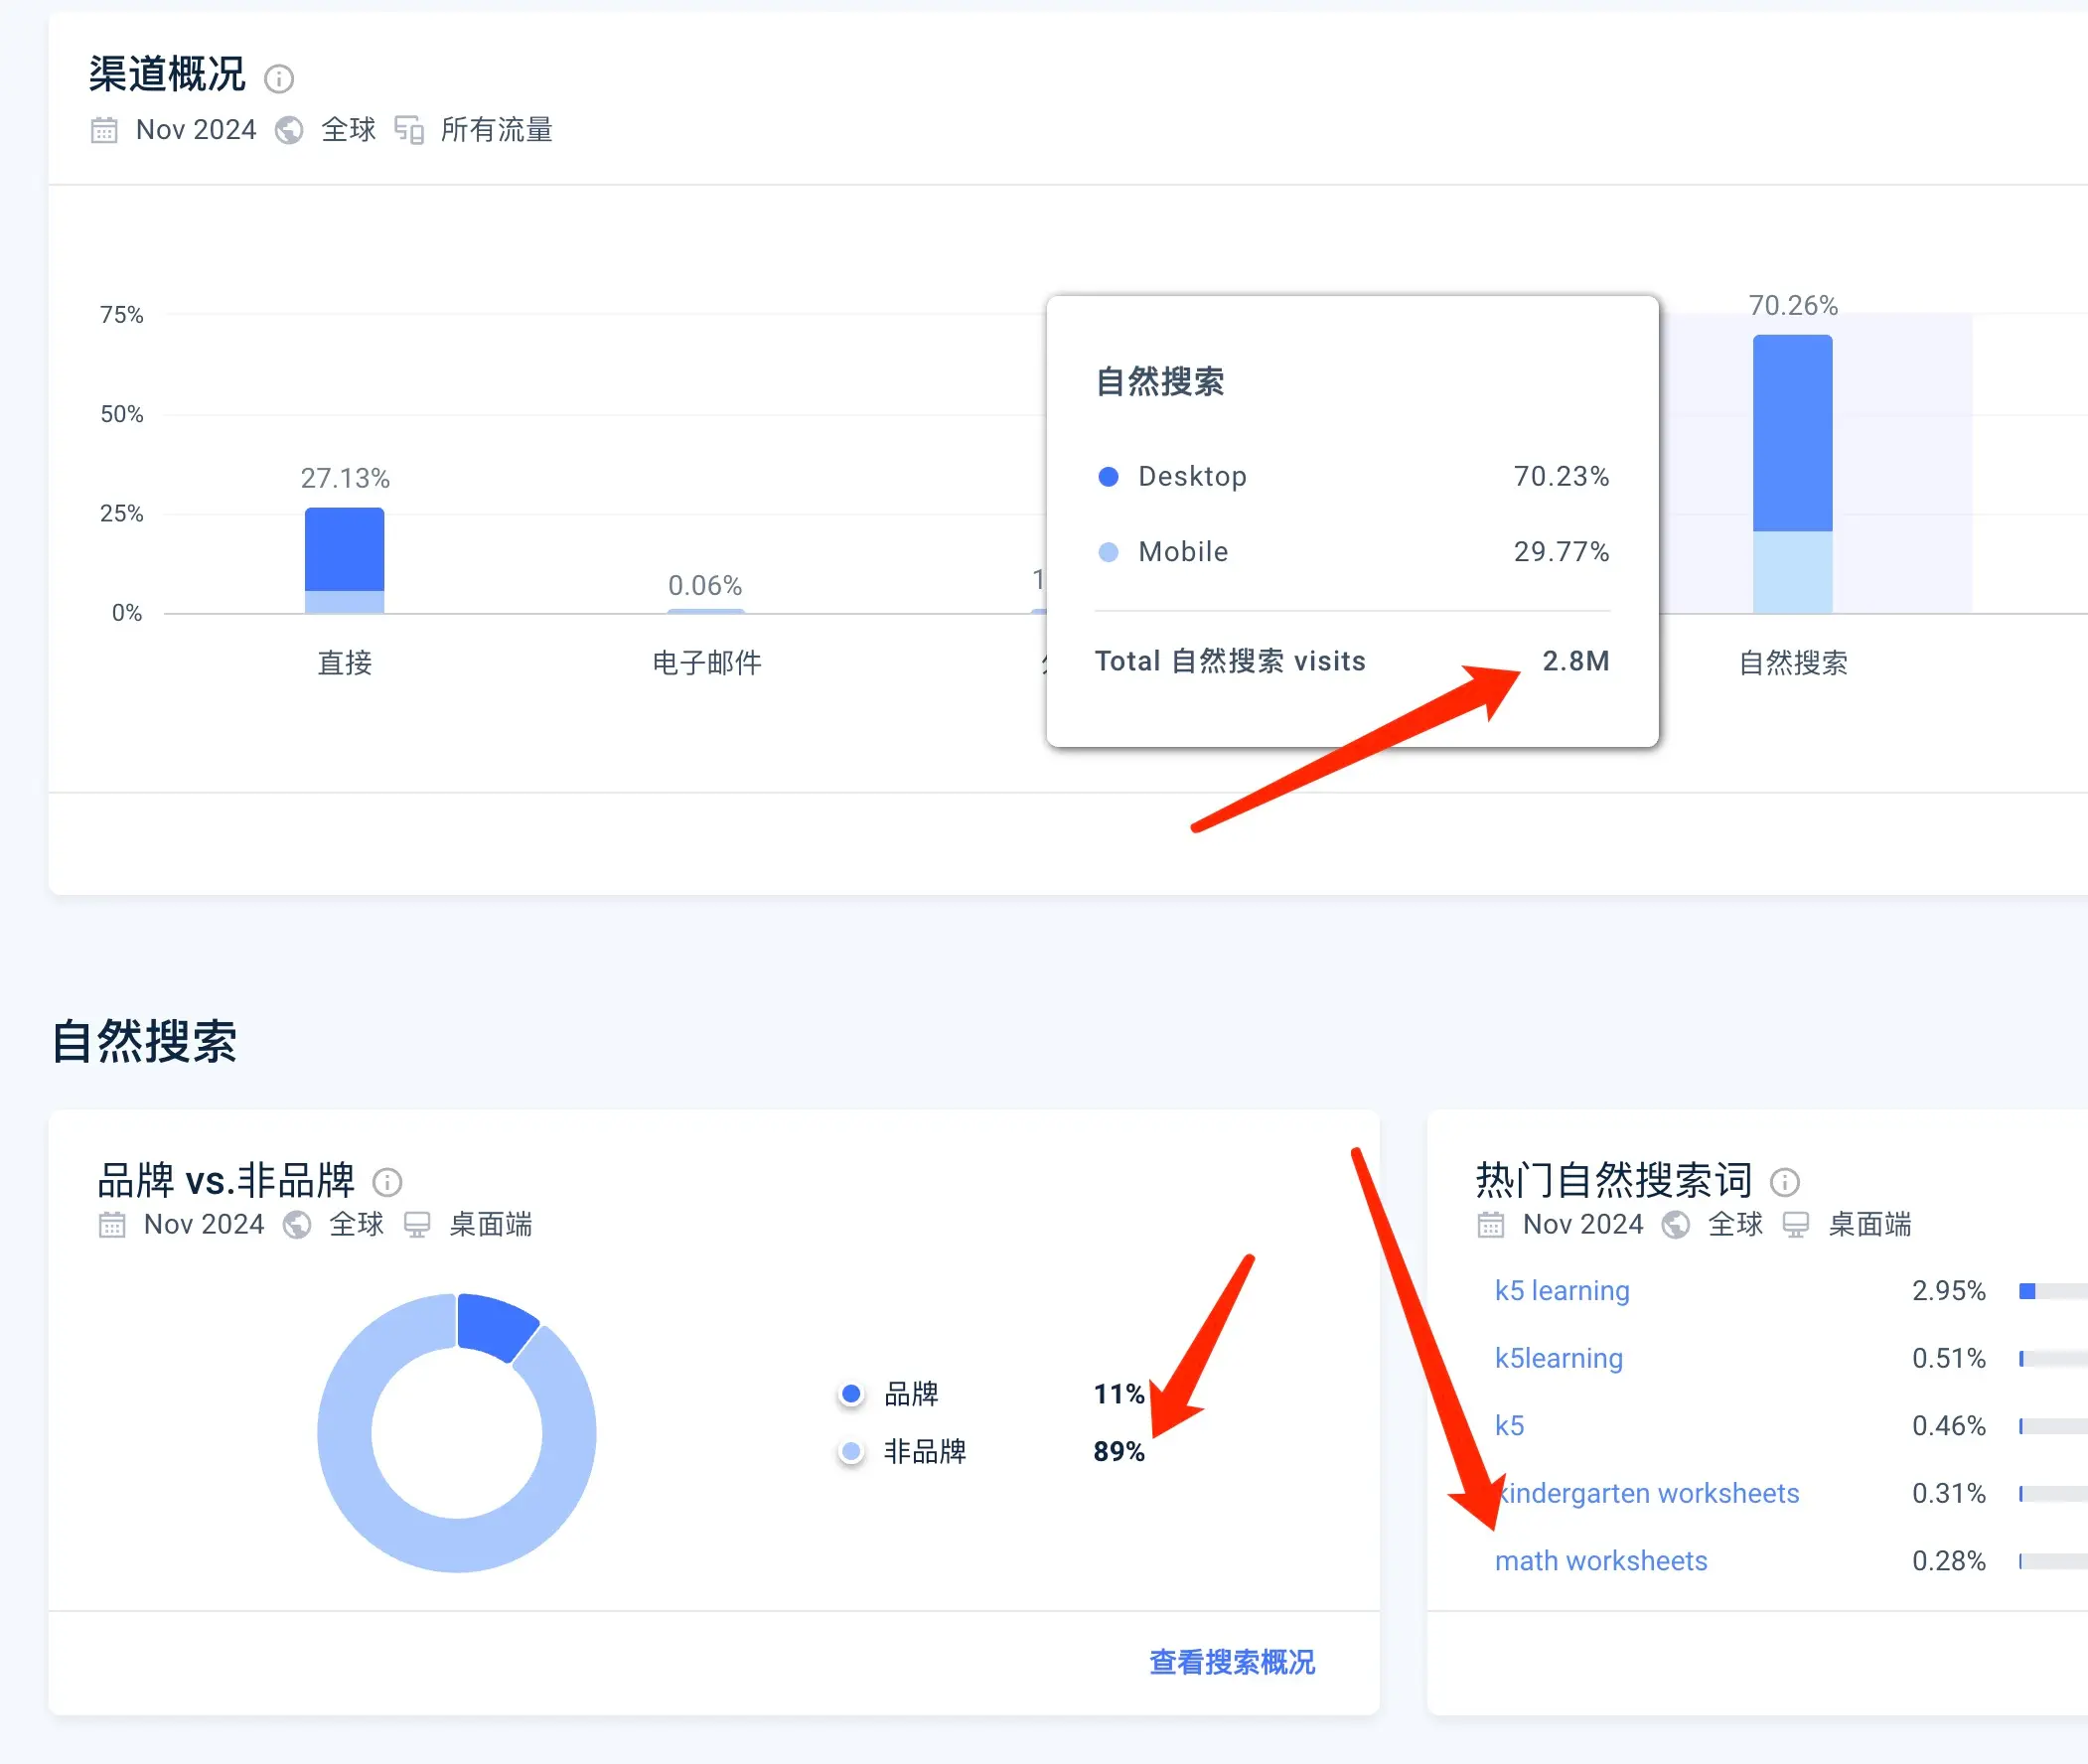 渠道概况
Nov 2024 全球 所有流量
75%
50%
25%
0%
27.13%
0.06%
1
70.26%
直接
电子邮件
自然搜索
自然搜索
Desktop 70.23%
Mobile 29.77%
Total 自然搜索 visits 2.8M
自然搜索
品牌 vs.非品牌
Nov 2024 全球 桌面端
品牌 11%
非品牌 89%
查看搜索概况
热门自然搜索词
Nov 2024 全球 桌面端
k5 learning 2.95%
k5learning 0.51%
k5 0.46%
kindergarten worksheets 0.31%
math worksheets 0.28%